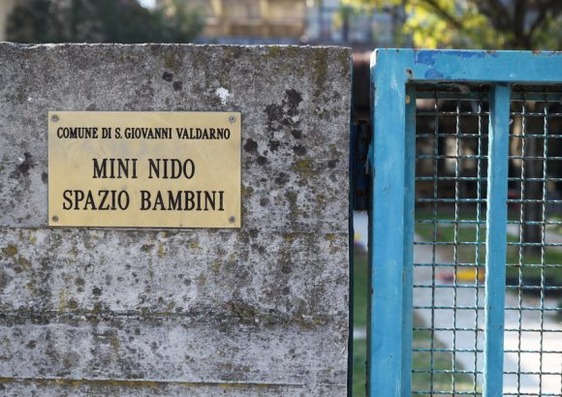 COMUNE DI S. GIOVANNI VALDARNO
MINI NIDO
SPAZIO BAMBINI